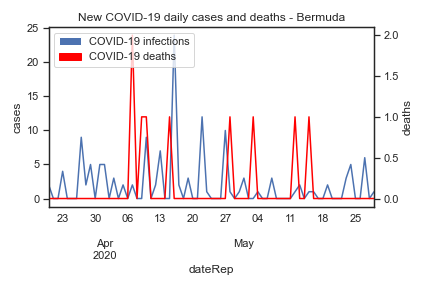 New COVID-19 daily cases and deaths - Bermuda
COVID-19 infections
COVID-19 deaths
25
20
15
10
5
0
cases
2.0
1.5
1.0
0.5
0.0
deaths
23 30 06 13 20 27 04 11 18 25
Apr May
2020
dateRep